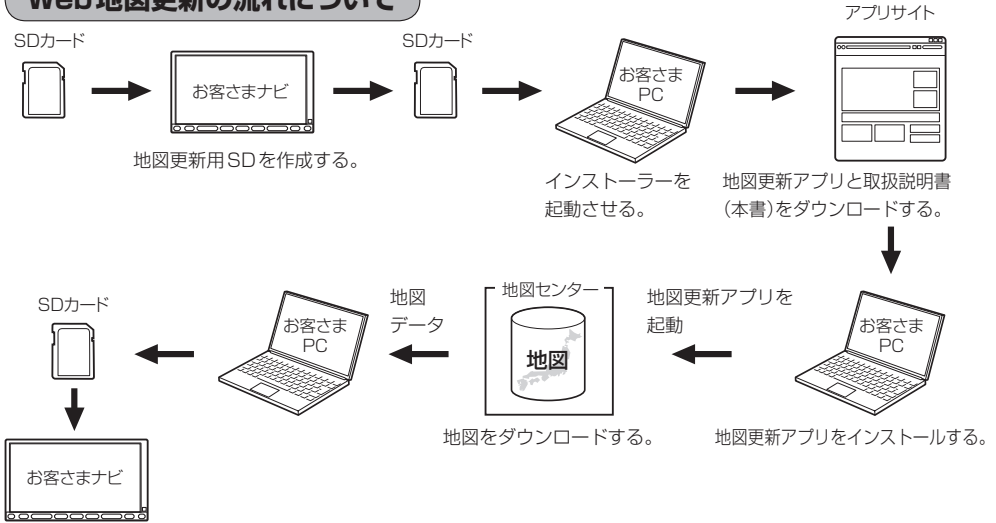 Web地図更新の流れについて
アプリサイト
SDカード
SDカード
お客さまナビ
お客さま
PC
地図更新用SDを作成する。
インストーラーを
起動させる。
地図更新アプリと取扱説明書
(本書)をダウンロードする。
SDカード
お客さま
PC
地図
データ
地図センター
地図
地図更新アプリを
起動
お客さま
PC
地図をダウンロードする。
地図更新アプリをインストールする。
お客さまナビ